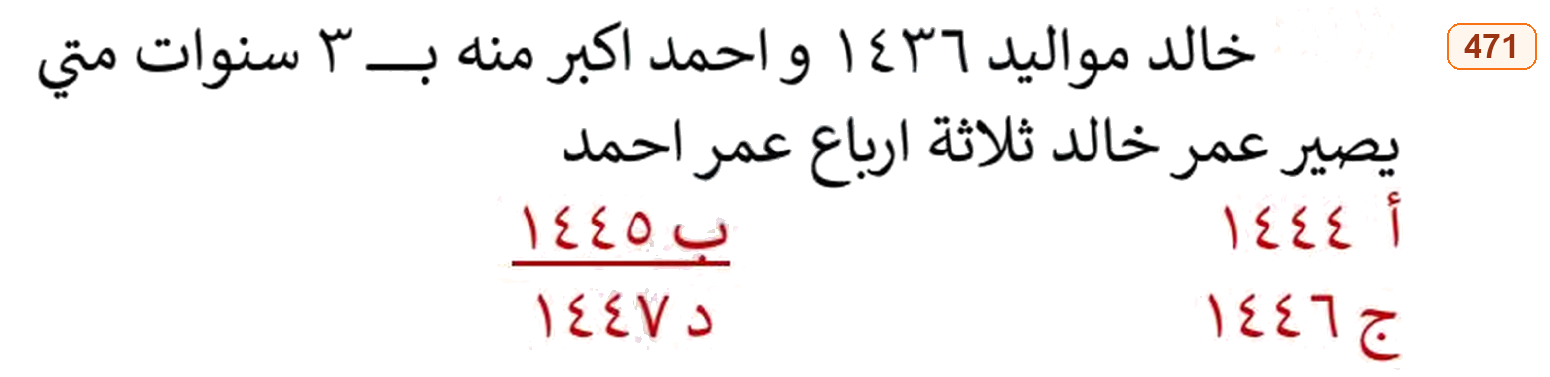 471
خالد مواليد ١٤٣٦ و احمد اكبر منه بـــ ٣ سنوات متي
يصير عمر خالد ثلاثة ارباع عمر احمد
أ ١٤٤٤
ب ١٤٤٥
ج ١٤٤٦
د ١٤٤٧